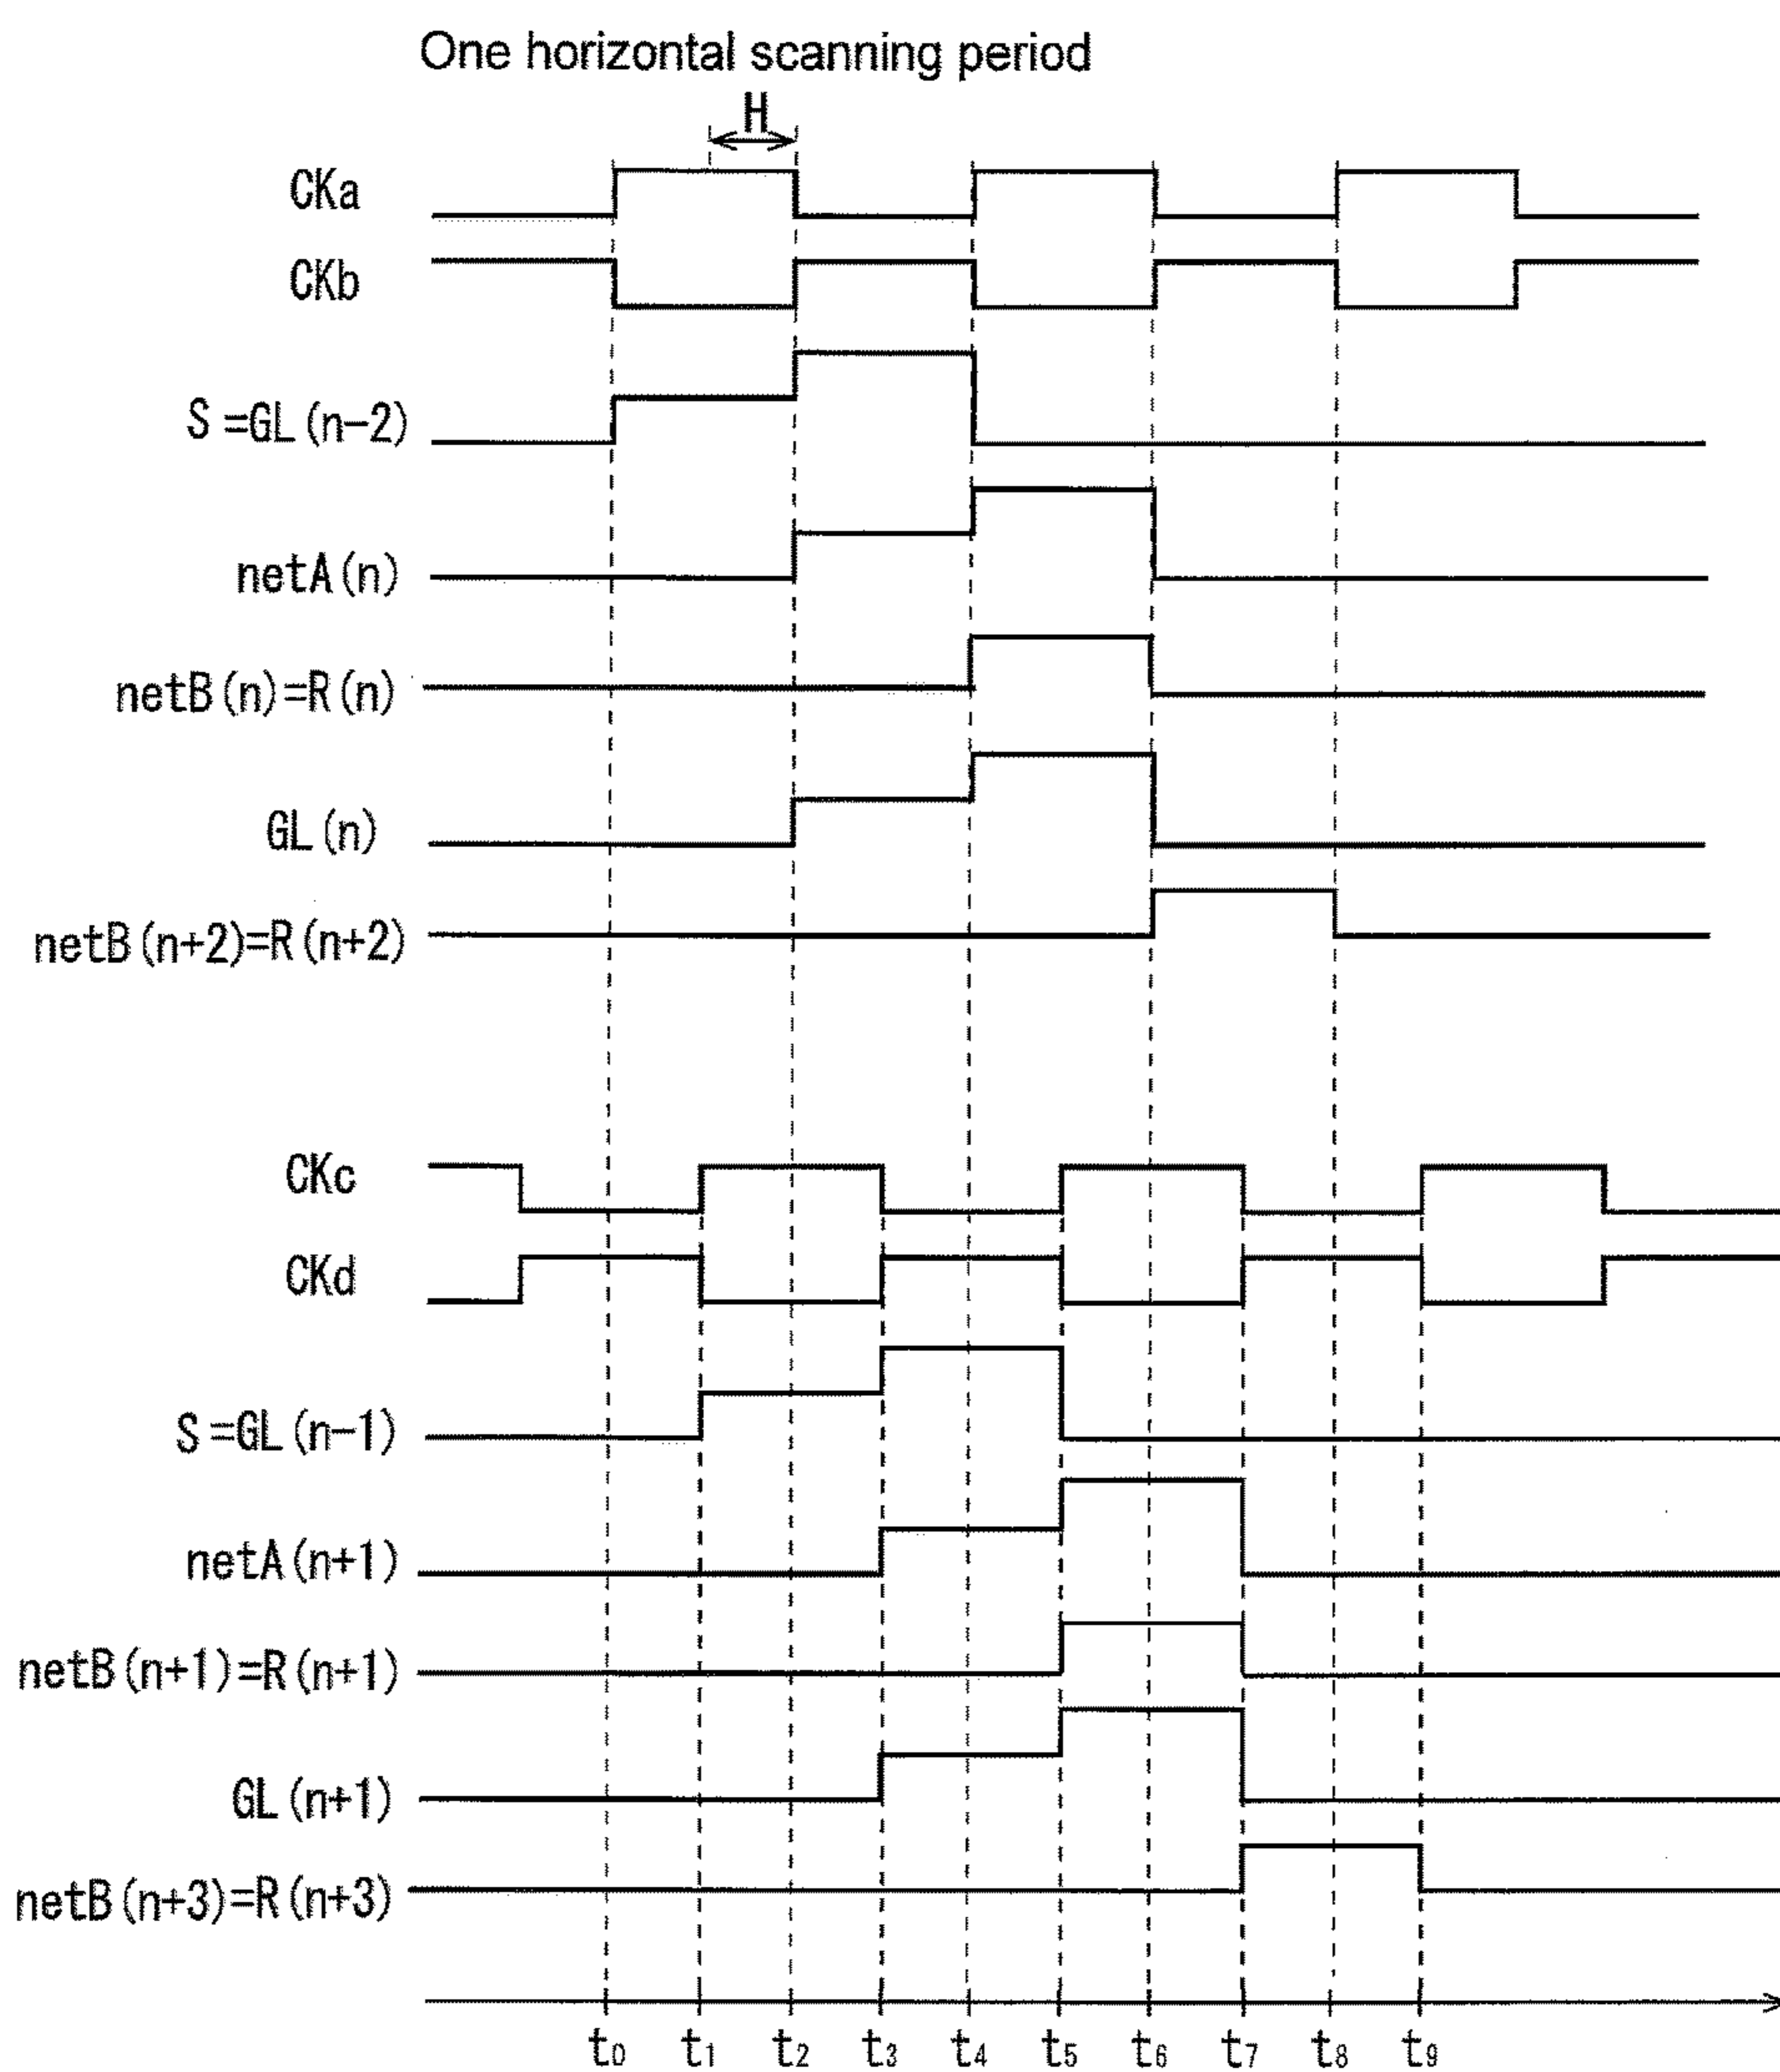 One horizontal scanning period
H
CKa
CKb
S=GL(n-2)
netA(n)
netB(n)=R(n)
GL(n)
netB(n+2)=R(n+2)
CKc
CKd
S=GL(n-1)
netA(n+1)
netB(n+1)=R(n+1)
GL(n+1)
netB(n+3)=R(n+3)
t0 t1 t2 t3 t4 t5 t6 t7 t8 t9